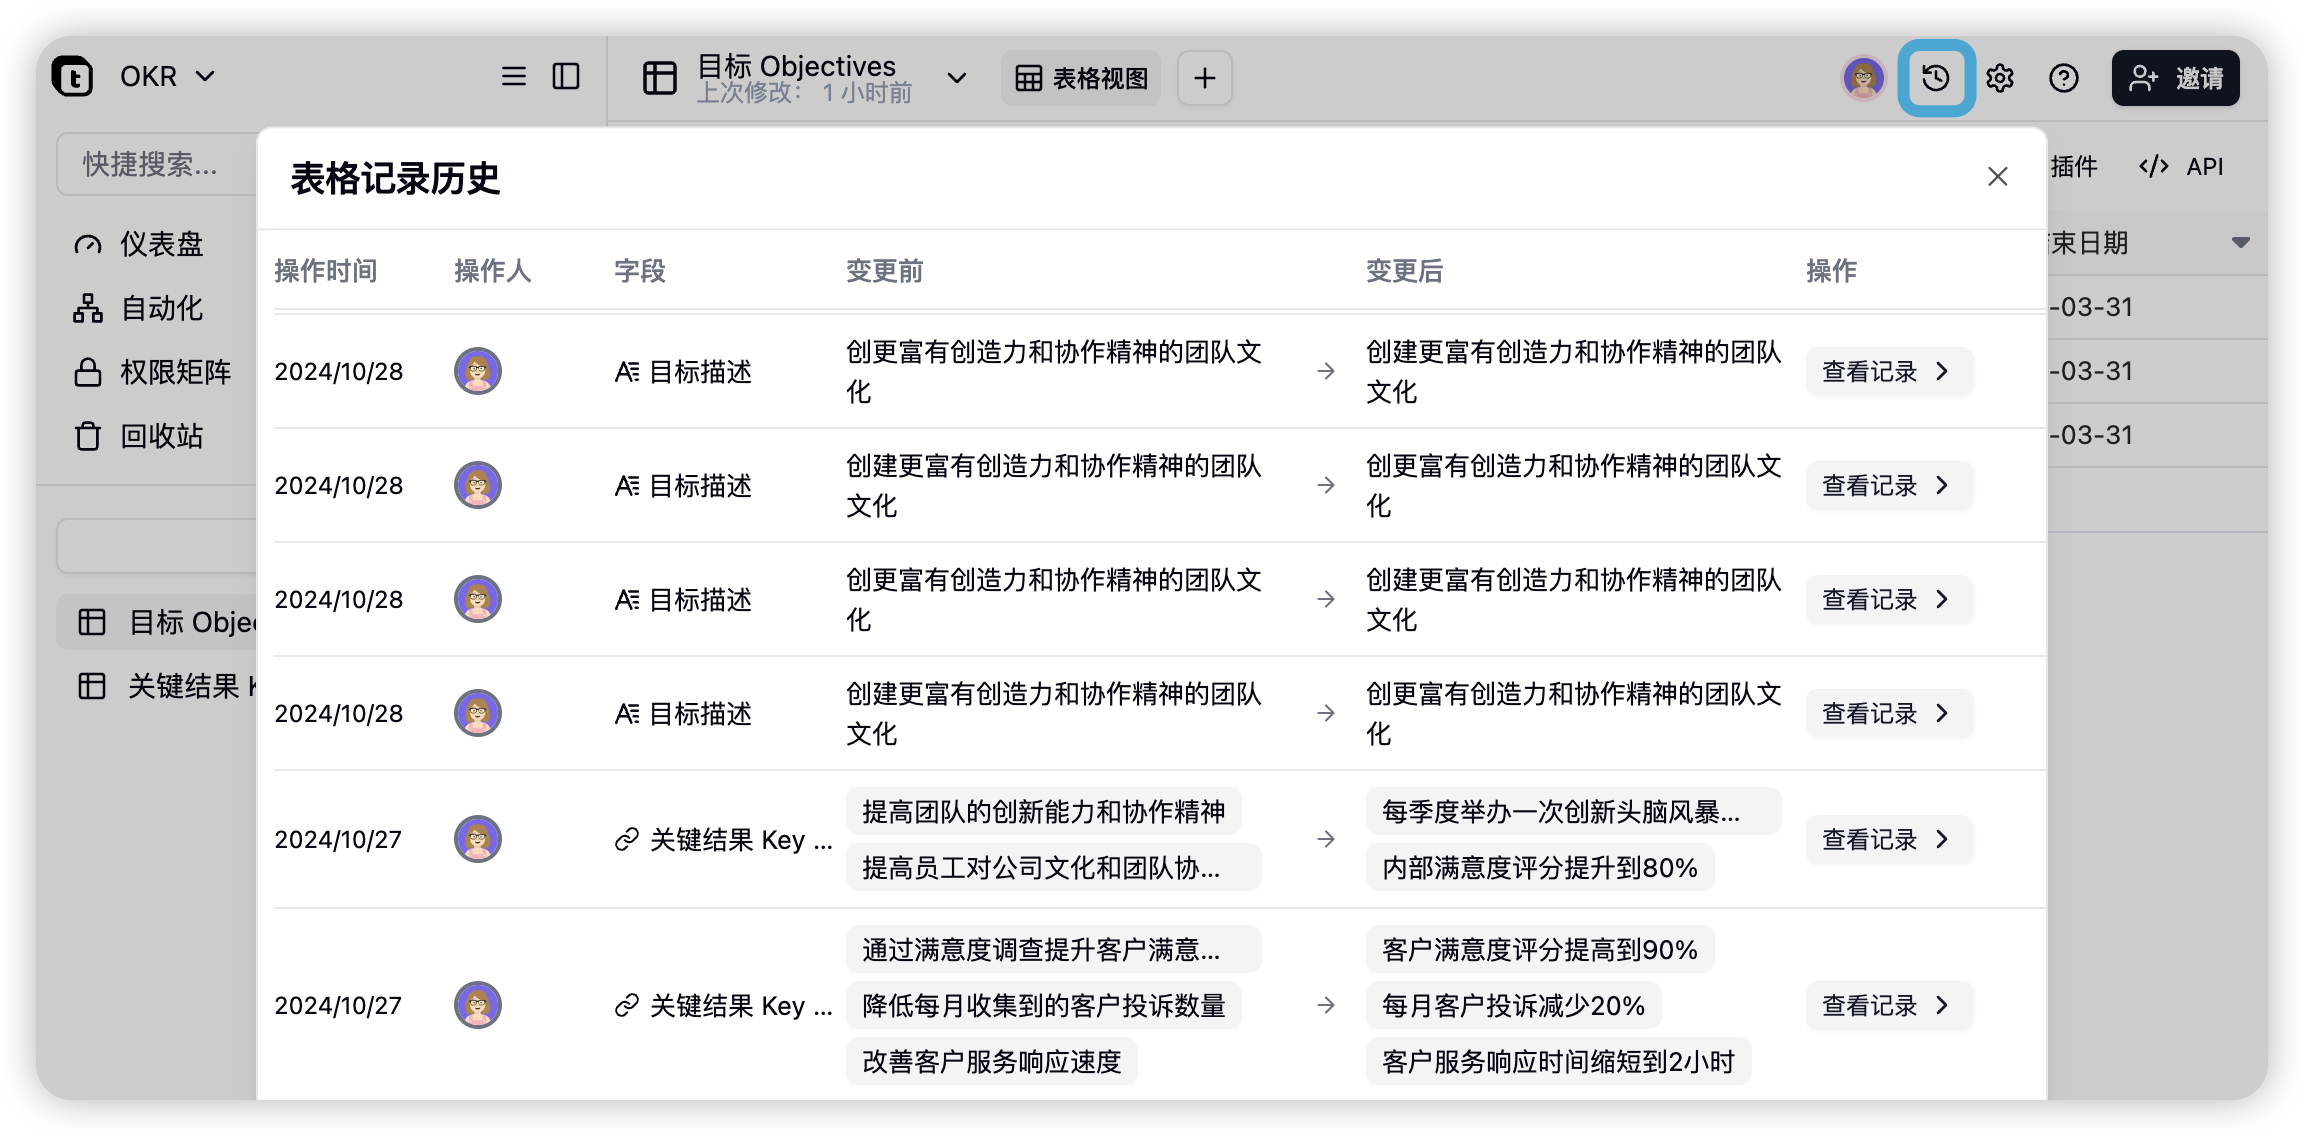 OKR
目标 Objectives
上次修改： 1 小时前
表格视图
邀请
快捷搜索...
插件
API
仪表盘
自动化
权限矩阵
回收站
目标 Obje
关键结果
束日期
-03-31
-03-31
-03-31
表格记录历史
操作时间 操作人 字段 变更前 变更后 操作
2024/10/28 目标描述 创更富有创造力和协作精神的团队文
化
创建更富有创造力和协作精神的团队
文化
查看记录
2024/10/28 目标描述 创建更富有创造力和协作精神的团队
文化
创更富有创造力和协作精神的团队文
化
查看记录
2024/10/28 目标描述 创更富有创造力和协作精神的团队文
化
创建更富有创造力和协作精神的团队
文化
查看记录
2024/10/28 目标描述 创建更富有创造力和协作精神的团队
文化
创更富有创造力和协作精神的团队文
化
查看记录
2024/10/27 关键结果 Key ...
提高团队的创新能力和协作精神
提高员工对公司文化和团队协...
每季度举办一次创新头脑风暴...
内部满意度评分提升到80%
查看记录
2024/10/27 关键结果 Key ...
通过满意度调查提升客户满意...
降低每月收集到的客户投诉数量
改善客户服务响应速度
客户满意度评分提高到90%
每月客户投诉减少20%
客户服务响应时间缩短到2小时
查看记录